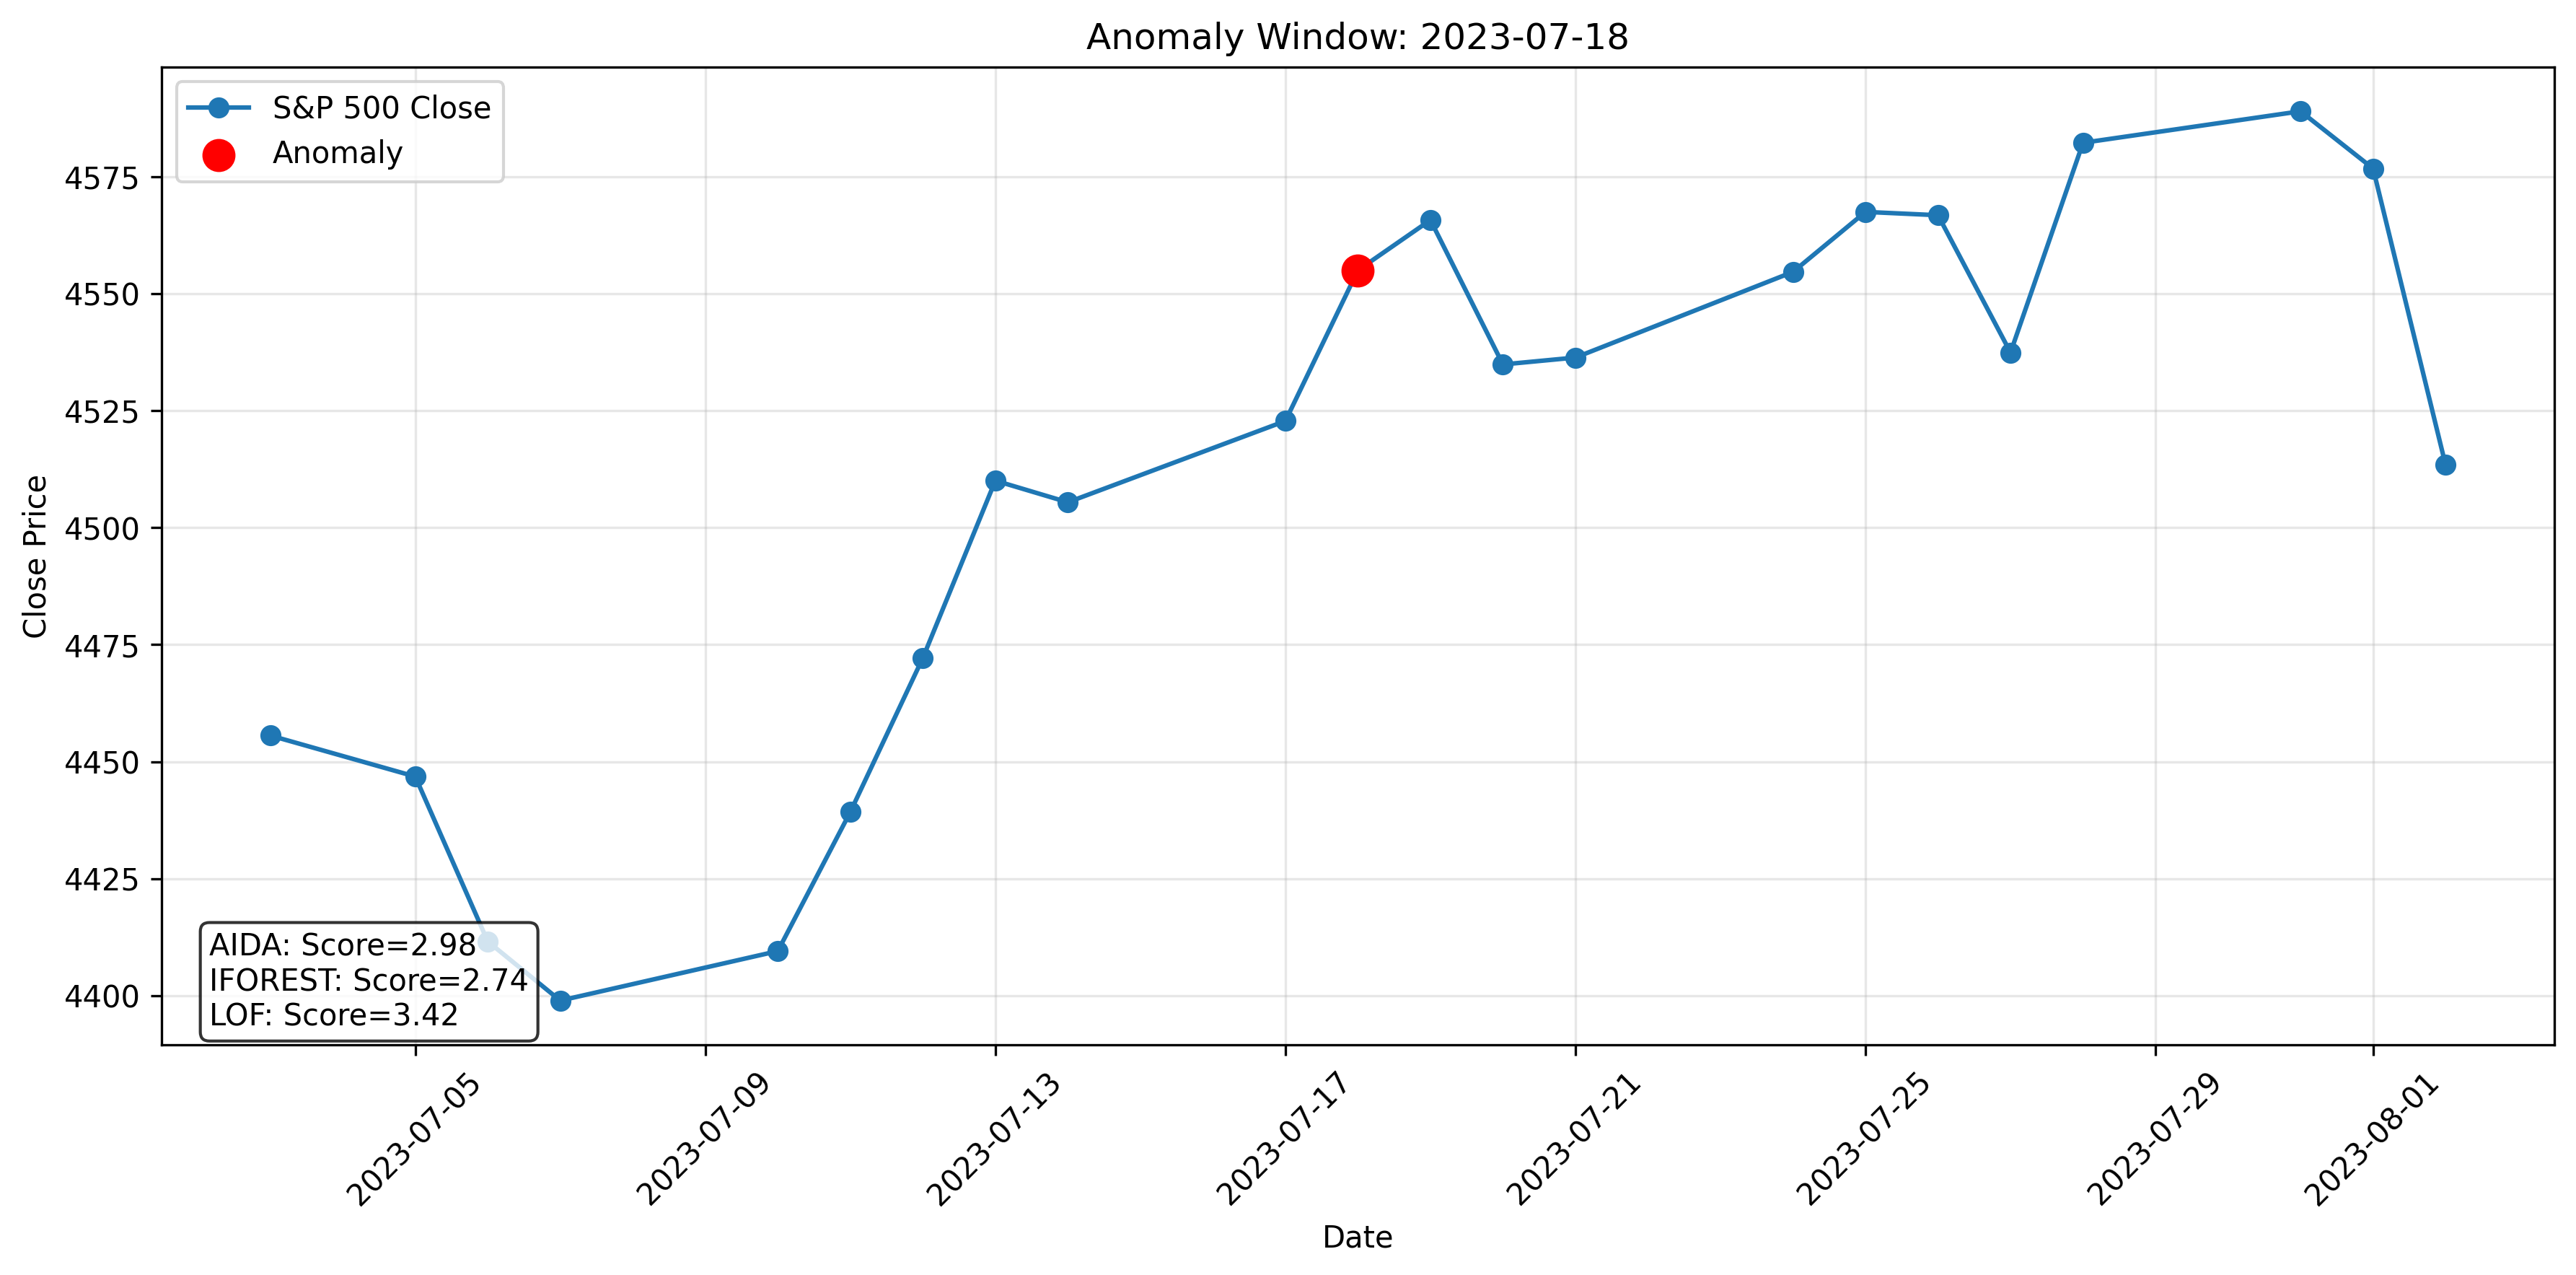 Anomaly Window: 2023-07-18
S&P 500 Close
Anomaly
4575
4550
4525
4500
4475
4450
4425
4400
Close Price
AIDA: Score=2.98
IFOREST: Score=2.74
LOF: Score=3.42
2023-07-05
2023-07-09
2023-07-13
2023-07-17
2023-07-21
2023-07-25
2023-07-29
2023-08-01
Date